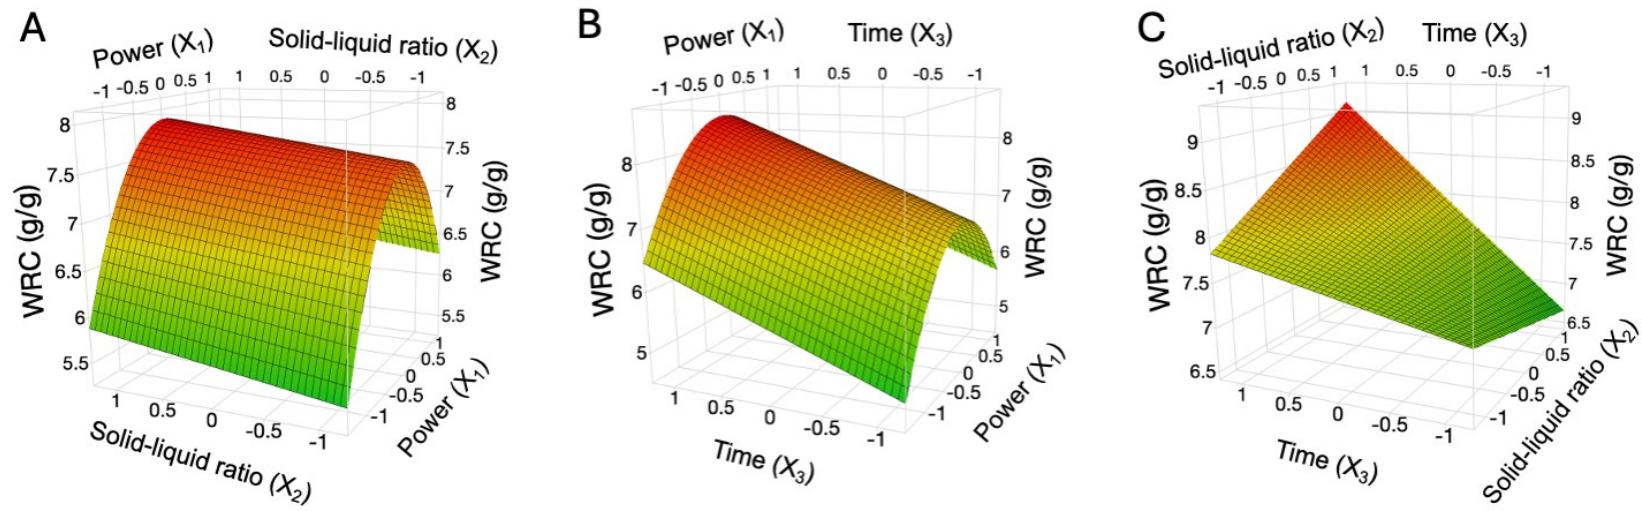 A
Power (X₁)
Solid-liquid ratio (X₂)
-1 -0.5 0 0.5 1 1 0.5 0 -0.5 -1
8
7.5
7
6.5
6
5.5
WRC (g/g)
8
7.5
7
6.5
6
5.5
WRC (g/g)
1 0.5 0 -0.5 -1
Solid-liquid ratio (X₂)
1
0.5
0
-0.5
-1
Power (X₁)
B
Power (X₁)
Time (X₃)
-1 -0.5 0 0.5 1 1 0.5 0 -0.5 -1
8
7
6
5
WRC (g/g)
8
7
6
5
WRC (g/g)
1 0.5 0 -0.5 -1
Time (X₃)
1
0.5
0
-0.5
-1
Power (X₁)
C
Solid-liquid ratio (X₂)
Time (X₃)
-1 -0.5 0 0.5 1 1 0.5 0 -0.5 -1
9
8.5
8
7.5
7
6.5
WRC (g/g)
9
8.5
8
7.5
7
6.5
WRC (g/g)
1 0.5 0 -0.5 -1
Time (X₃)
1
0.5
0
-0.5
-1
Solid-liquid ratio (X₂)